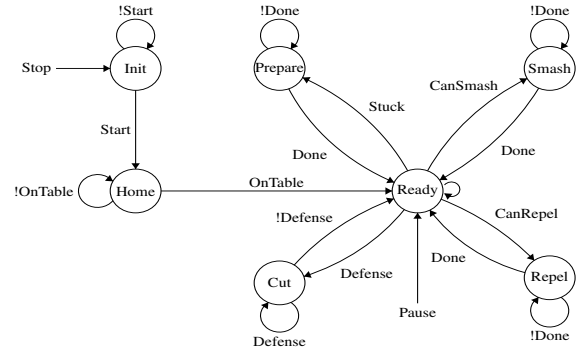 !Start
!Done
!Done
Stop
Init
Prepare
Smash
CanSmash
Stuck
Start
Done
Done
!OnTable
Home
OnTable
Ready
!Defense
CanRepel
Done
Defense
Cut
Repel
Pause
Defense
!Done